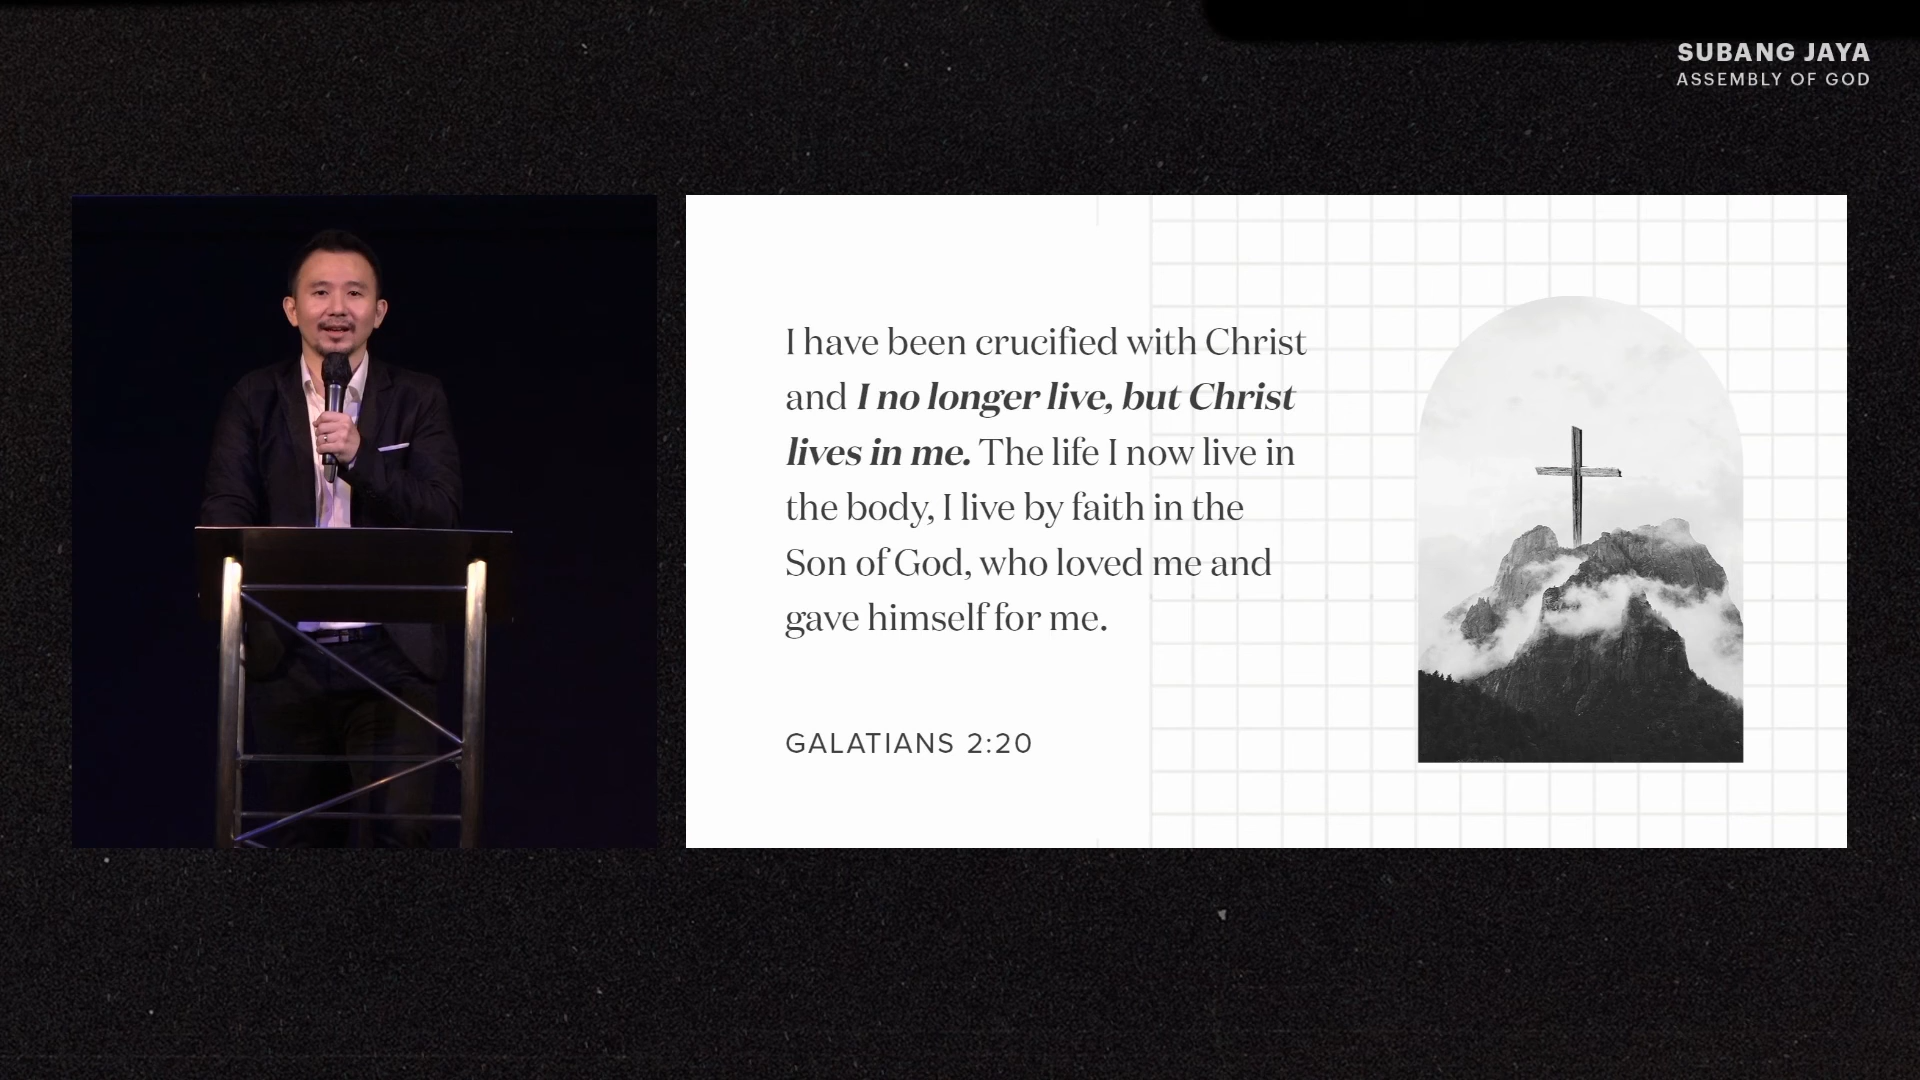 SUBANG JAYA
ASSEMBLY OF GOD
I have been crucified with Christ
and I no longer live, but Christ
lives in me. The life I now live in
the body, I live by faith in the
Son of God, who loved me and
gave himself for me.
GALATIANS 2:20